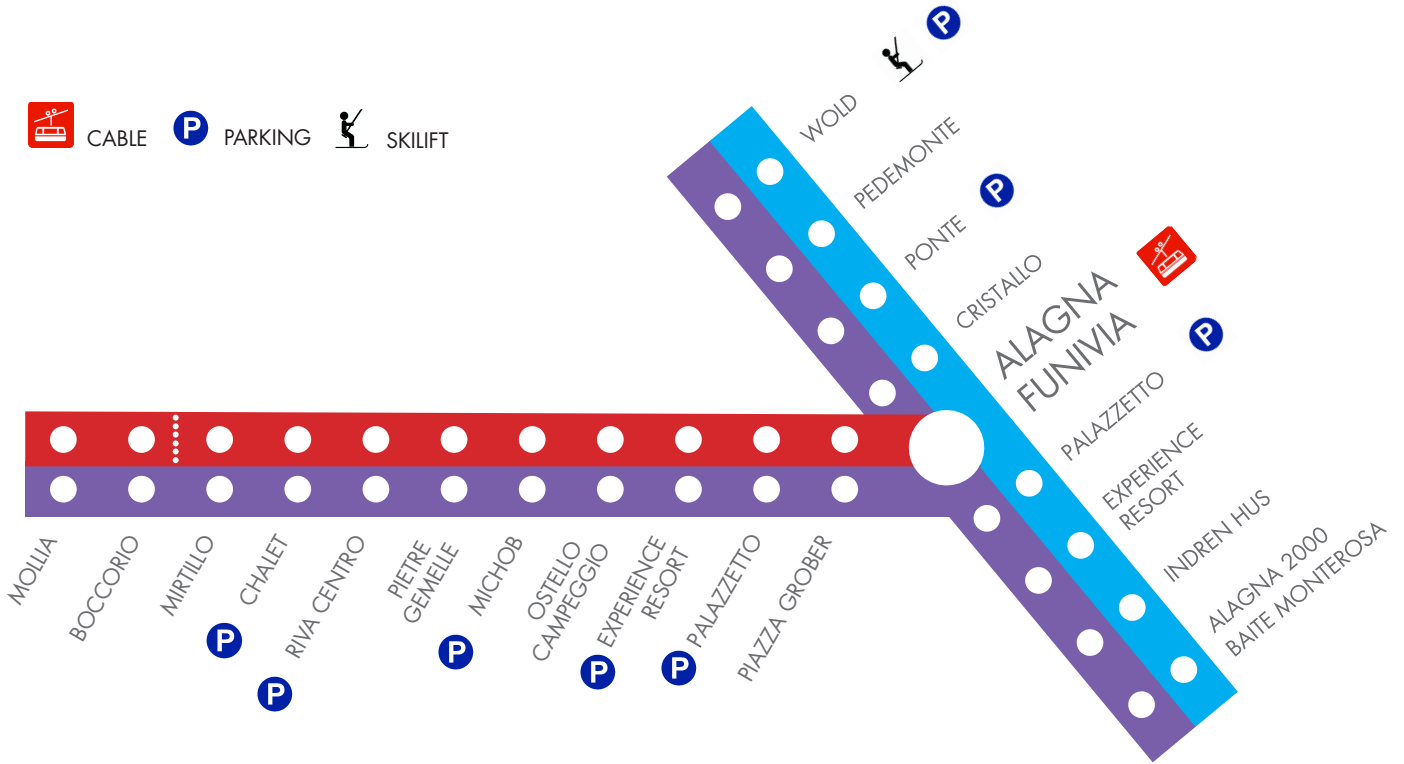 CABLE
P PARKING
SKILIFT
WOLD P
PEDEMONTE
PONTE P
CRISTALLO
ALAGNA
FUNIVIA
PALAZZETTO P
EXPERIENCE
RESORT
INDREN HUS
ALAGNA 2000
BAITE MONTEROSA
MOLLIA
BOCCORIO
MIRTILLO
CHALET P
RIVA CENTRO P
PIETRE
GEMELLE
MICHOB P
OSTELLO
CAMPEGGIO
EXPERIENCE
RESORT P
PALAZZETTO P
PIAZZA GROBER